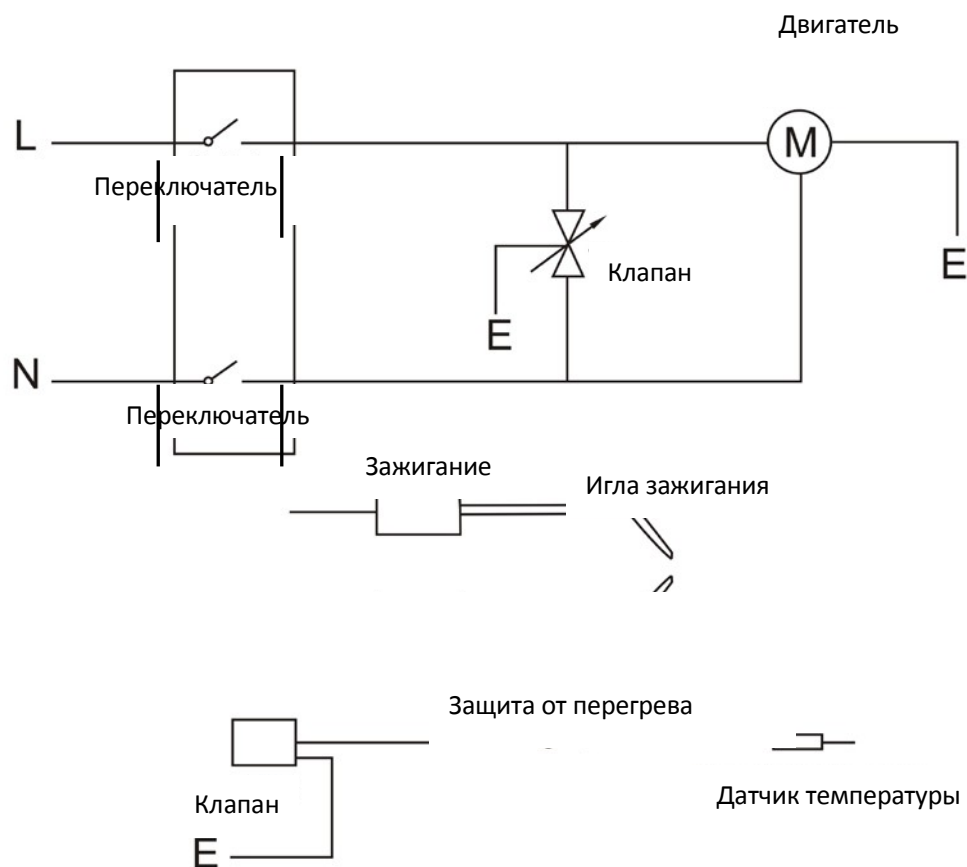 Двигатель
L
M
Переключатель
E
Клапан
E
N
Переключатель
Зажигание
Игла зажигания
Защита от перегрева
Клапан
Датчик температуры
E